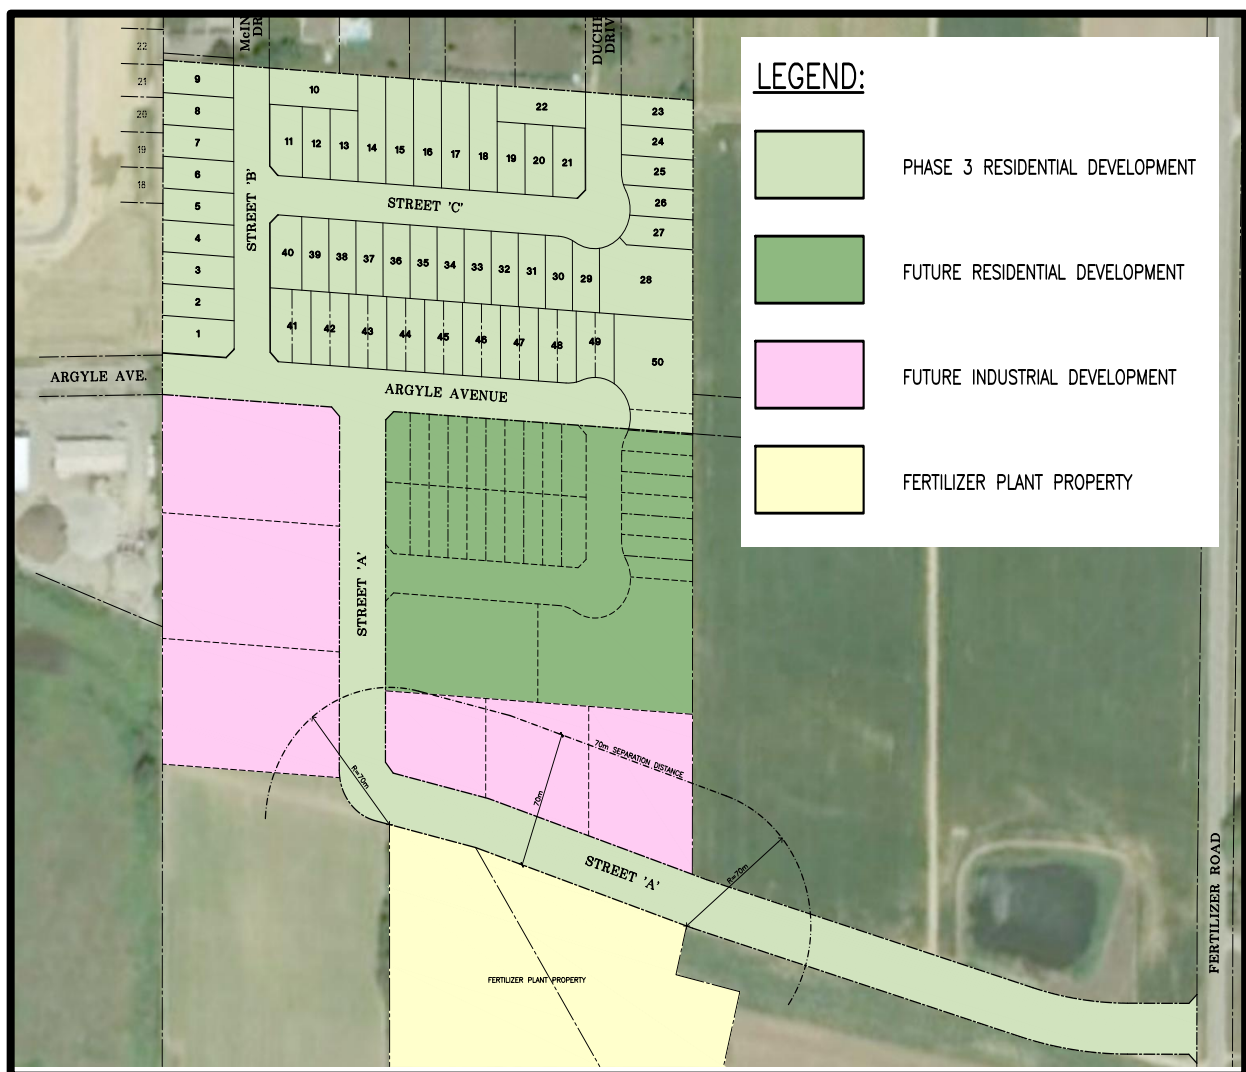 22
21
20
19
18
McIN
DR
DUCHE
DRIV
LEGEND:
PHASE 3 RESIDENTIAL DEVELOPMENT
FUTURE RESIDENTIAL DEVELOPMENT
FUTURE INDUSTRIAL DEVELOPMENT
FERTILIZER PLANT PROPERTY
9
8
7
6
5
4
3
2
1
STREET 'B'
10
11 12 13 14 15 16 17 18 19 20 21
22
23
24
25
26
27
28
STREET 'C'
40 39 38 37 36 35 34 33 32 31 30 29
41 42 43 44 45 46 47 48 49
50
ARGYLE AVE.
ARGYLE AVENUE
STREET 'A'
70m SEPARATION DISTANCE
R=70m
70m
R=70m
STREET 'A'
FERTILIZER PLANT PROPERTY
FERTILIZER ROAD